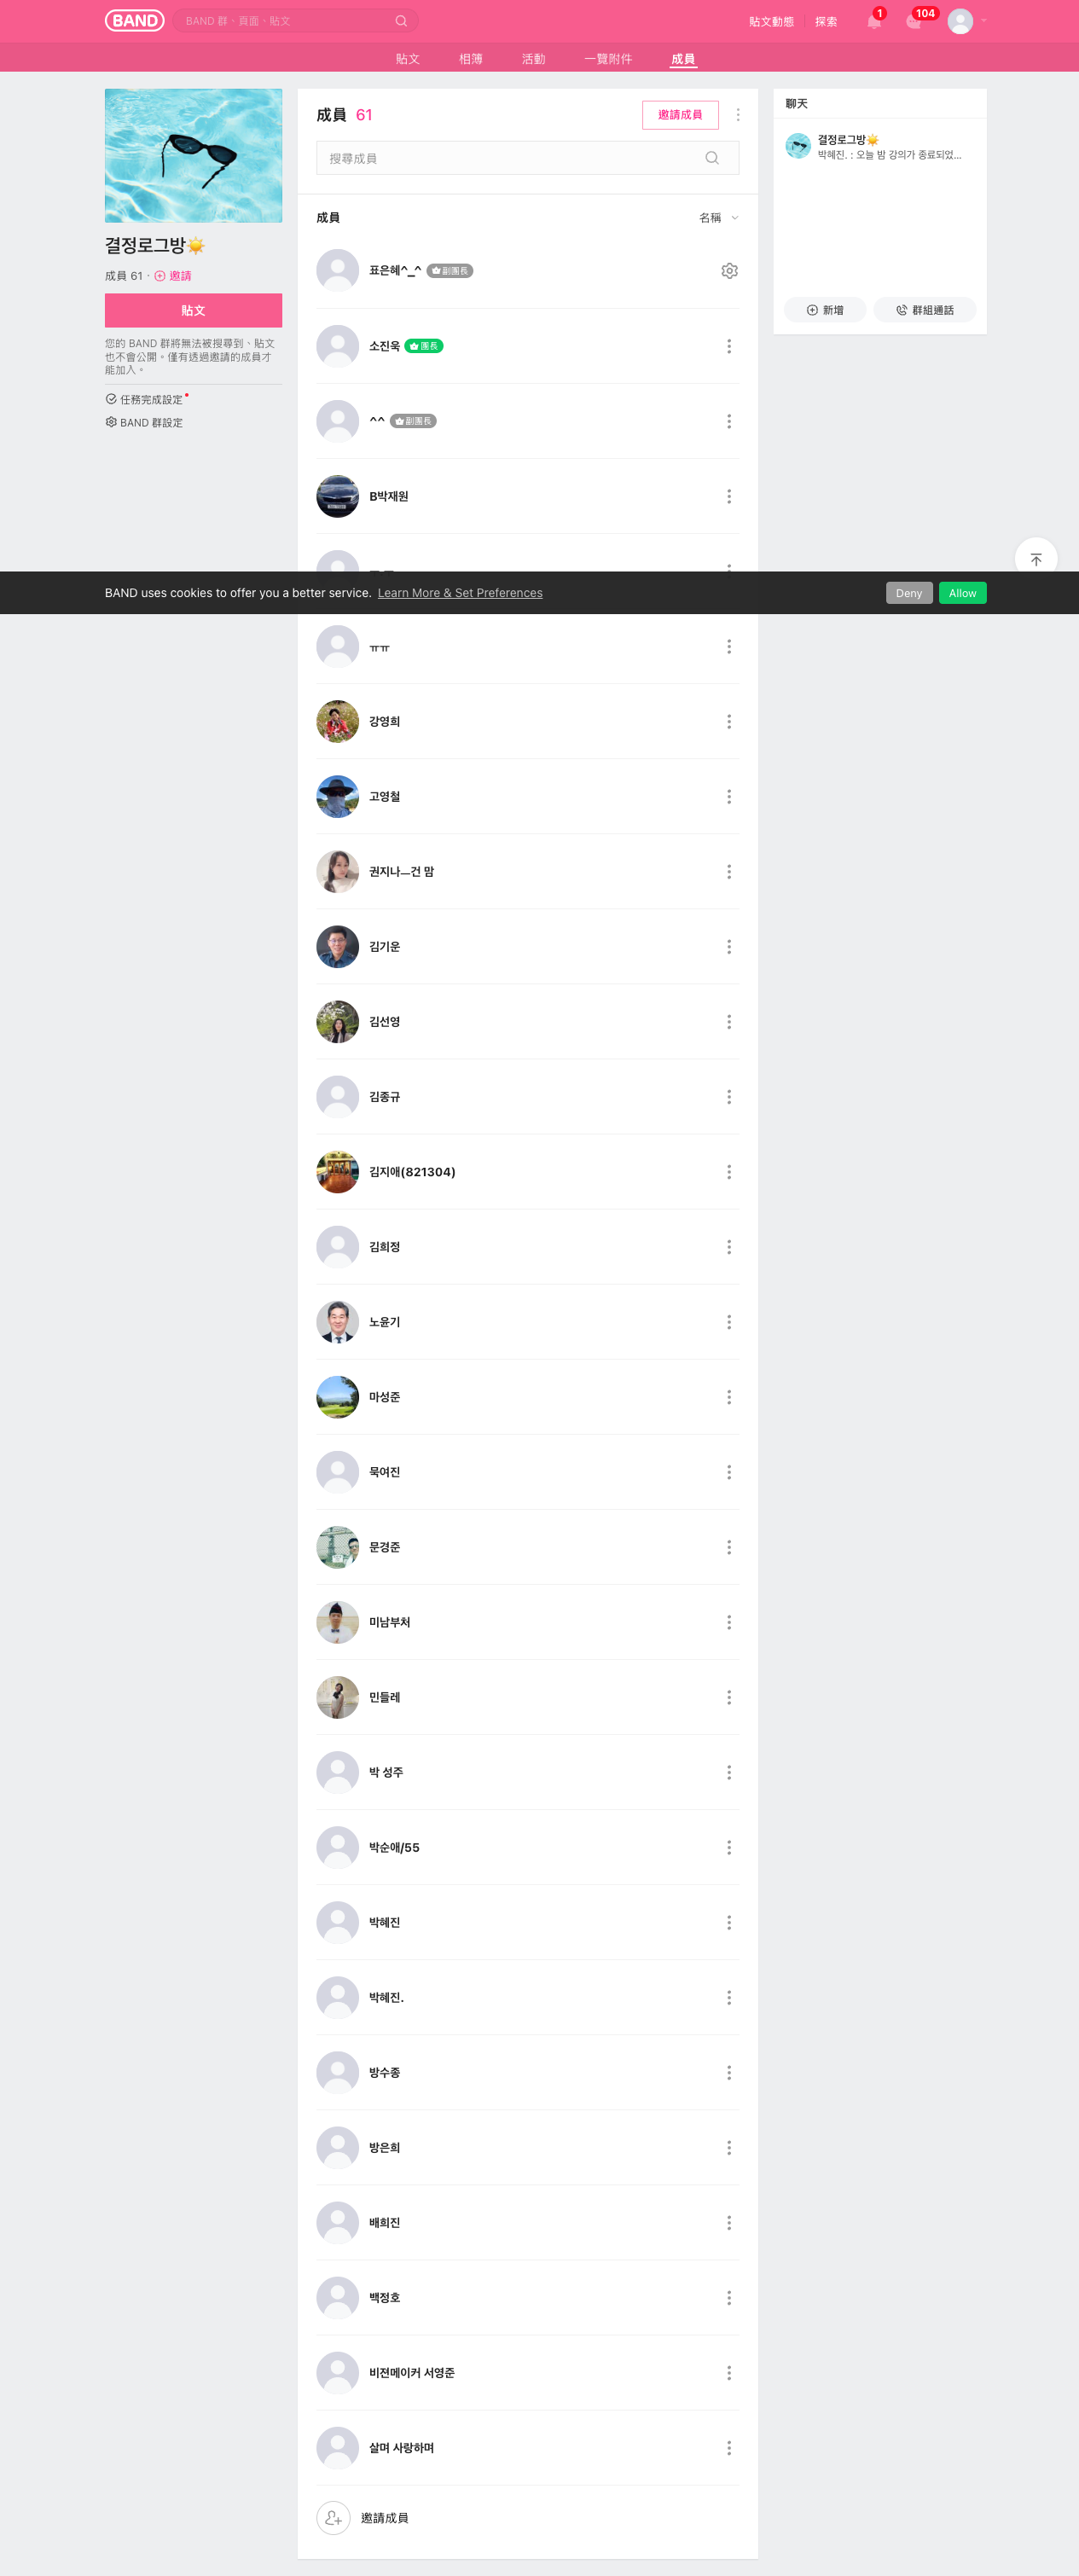 BAND
BAND 群、頁面、貼文
貼文動態
探索
1
104
貼文
相簿
活動
一覽附件
成員
결정로그방☀️
成員 61 · 邀請
貼文
您的 BAND 群將無法被搜尋到、貼文
也不會公開。僅有透過邀請的成員才
能加入。
任務完成設定
BAND 群設定
成員 61
邀請成員
搜尋成員
成員
名稱
표은혜^_^ 副團長
소진욱 團長
^^ 副團長
B박재원
BAND uses cookies to offer you a better service. Learn More & Set Preferences
Deny
Allow
ㅠㅠ
강영희
고영철
권지나ㅡ건 맘
김기운
김선영
김종규
김지애(821304)
김희정
노윤기
마성준
묵여진
문경준
미남부처
민들레
박 성주
박순애/55
박혜진
박혜진.
방수종
방은희
배희진
백정호
비젼메이커 서영준
살며 사랑하며
邀請成員
聊天
결정로그방☀️
박혜진. : 오늘 밤 강의가 종료되었...
新增
群組通話